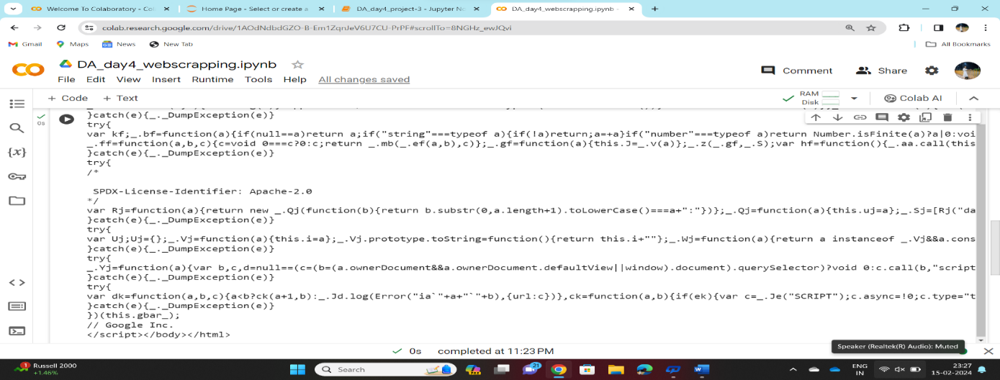 Welcome To Colaboratory - Col
Home Page - Select or create a
DA_day4_project-3 - Jupyter No
DA_day4_webscrapping.ipynb -
colab.research.google.com/drive/1AOdNdbdGZO-B-Em1ZqnJeV6U7CU-PrPF#scrollTo=8NGHz_ewJQvi
Gmail Maps News New Tab All Bookmarks
DA_day4_webscrapping.ipynb
File Edit View Insert Runtime Tools Help All changes saved
Comment Share
+ Code + Text
RAM
Disk
Colab AI
0s
}catch(e){_._DumpException(e)}
try{
var kf;_.bf=function(a){if(null==a)return a;if("string"===typeof a){if(!a)return;a=+a}if("number"===typeof a)return Number.isFinite(a)?a|0:voi
_.ff=function(a,b,c){c=void 0===c?0:c;return _.mb(_.ef(a,b),c)};_.gf=function(a){this.J=_.v(a)};_.z(_.gf,_.S);var hf=function(){_.aa.call(this
}catch(e){_._DumpException(e)}
try{
/*
SPDX-License-Identifier: Apache-2.0
*/
var Rj=function(a){return new _.Qj(function(b){return b.substr(0,a.length+1).toLowerCase()===a+":"})};_.Qj=function(a){this.uj=a};_.Sj=[Rj("da
}catch(e){_._DumpException(e)}
try{
var Uj;Uj={};_.Vj=function(a){this.i=a};_.Vj.prototype.toString=function(){return this.i+""};_.Wj=function(a){return a instanceof _.Vj&&a.cons
}catch(e){_._DumpException(e)}
try{
_.Yj=function(a){var b,c,d=null==(c=(b=(a.ownerDocument&&a.ownerDocument.defaultView||window).document).querySelector)?void 0:c.call(b,"script
}catch(e){_._DumpException(e)}
try{
var dk=function(a,b,c){a<b?ck(a+1,b):_.Jd.log(Error("ia`"+a+"`"+b),{url:c})},ck=function(a,b){if(ek){var c=_.Je("SCRIPT");c.async=!0;c.type="t
}catch(e){_._DumpException(e)}
})(this.gbar_);
// Google Inc.
</script></body></html>
0s completed at 11:23 PM
Speaker (Realtek(R) Audio): Muted
1
Russell 2000
+1.46%
Search
21
ENG
IN
23:27
15-02-2024